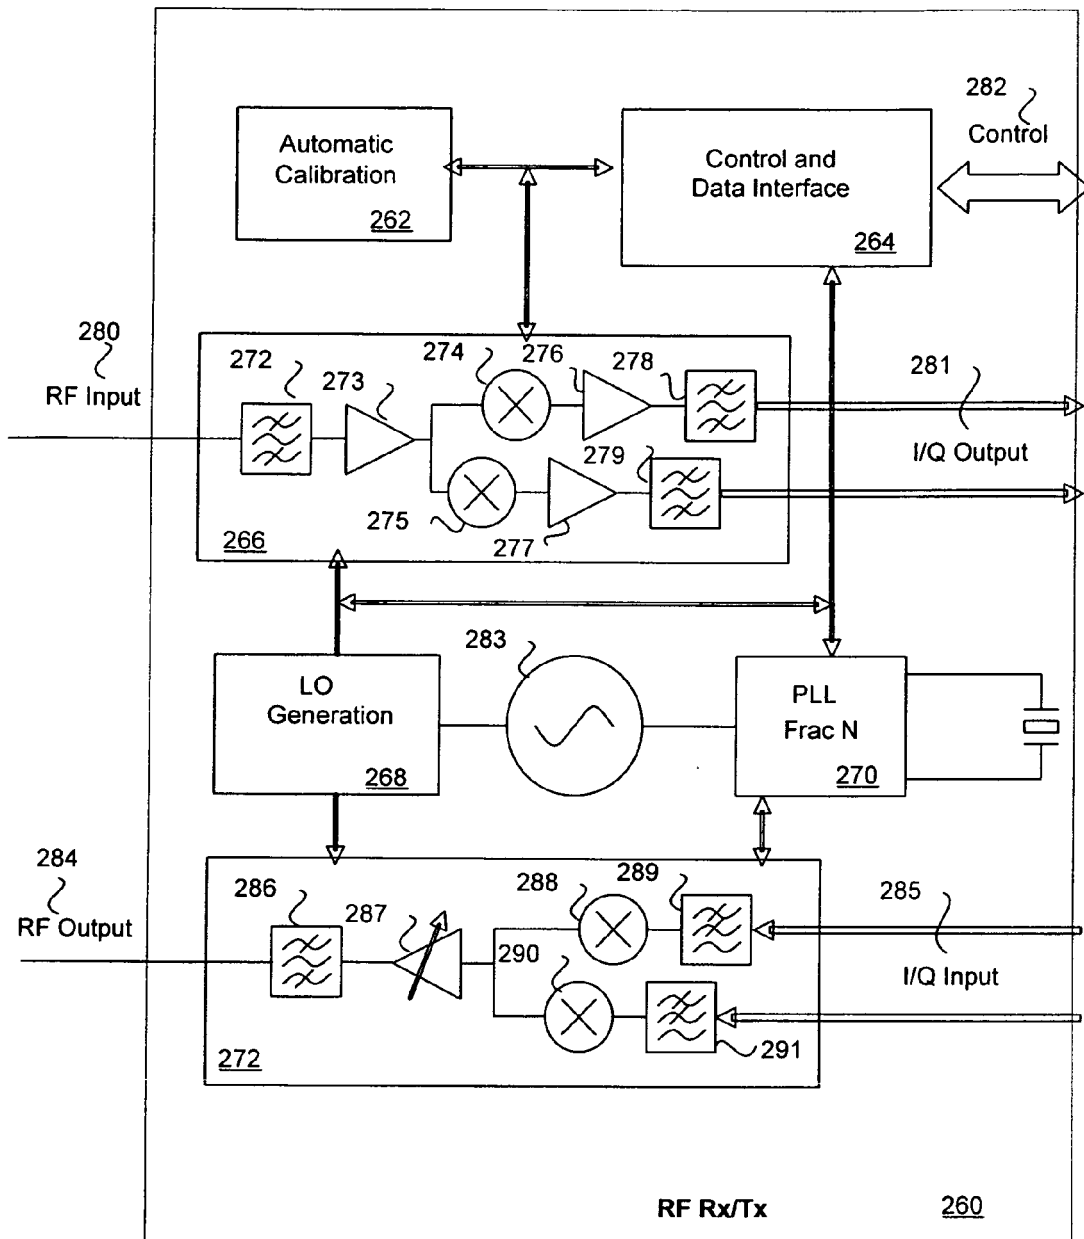 282
Control
Automatic
Calibration
262
Control and
Data Interface
264
280
RF Input
272
273
274
276
278
281
I/Q Output
279
275
277
266
283
LO
Generation
268
PLL
Frac N
270
284
RF Output
286
287
288
289
285
290
I/Q Input
291
272
RF Rx/Tx
260